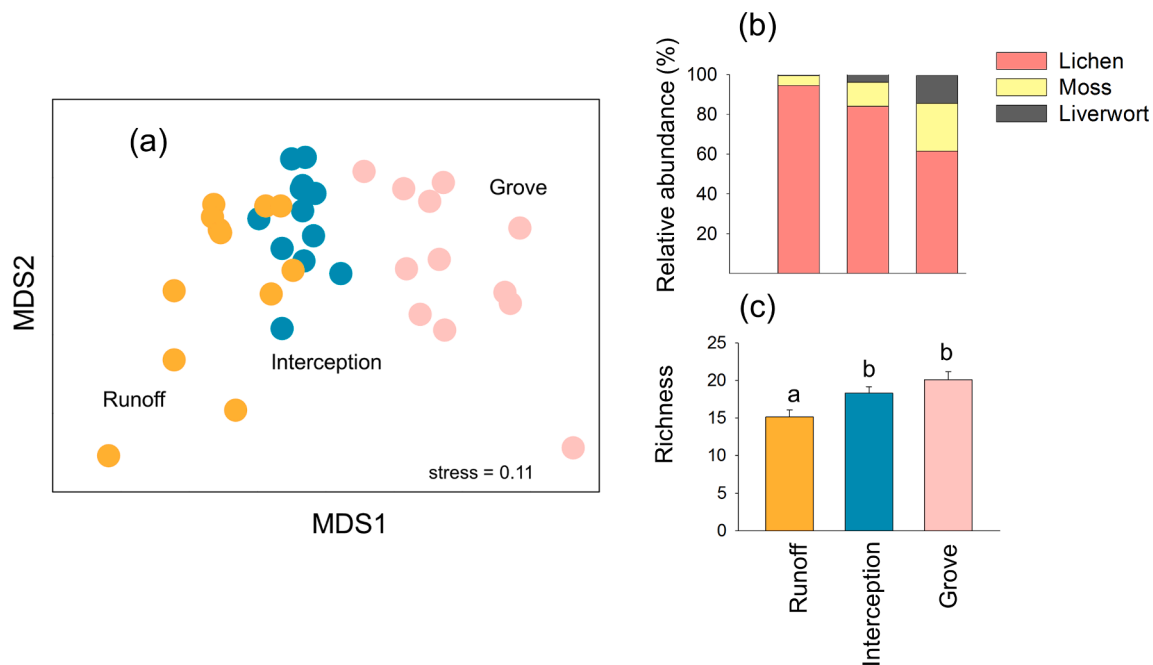 (a)
Grove
Interception
Runoff
stress = 0.11
MDS2
MDS1
(b)
Relative abundance (%)
100
80
60
40
20
Lichen
Moss
Liverwort
(c)
Richness
25
20
15
10
5
0
a
b
b
Runoff
Interception
Grove